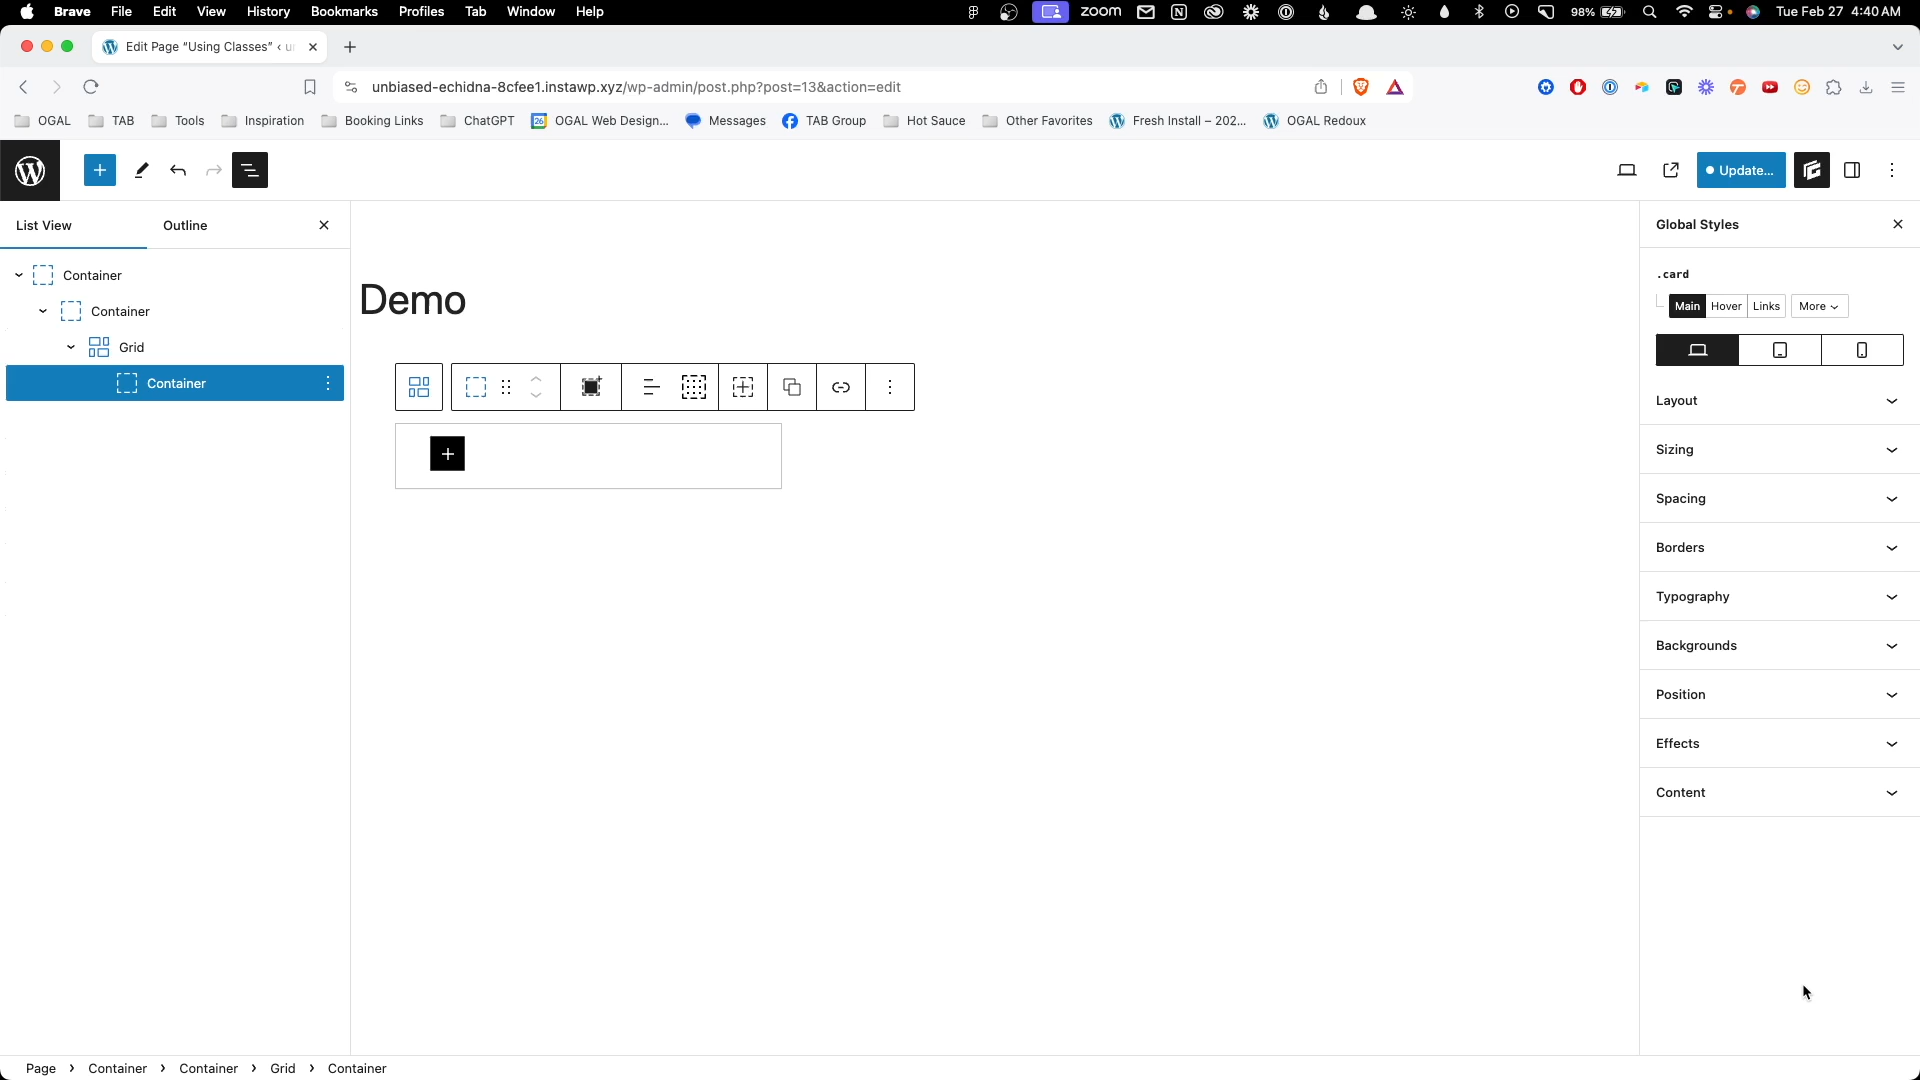 Brave File Edit View History Bookmarks Profiles Tab Window Help zoom 98% Tue Feb 27 4:40 AM
Edit Page "Using Classes" ‹
unbiased-echidna-8cfee1.instawp.xyz/wp-admin/post.php?post=13&action=edit
OGAL TAB Tools Inspiration Booking Links ChatGPT 26 OGAL Web Design... Messages TAB Group Hot Sauce Other Favorites Fresh Install – 202... OGAL Redoux
Update...
List View Outline
Global Styles
Container
.card
Container
Main Hover Links More
Grid
Container
Demo
Layout
Sizing
Spacing
Borders
Typography
Backgrounds
Position
Effects
Content
Page › Container › Container › Grid › Container